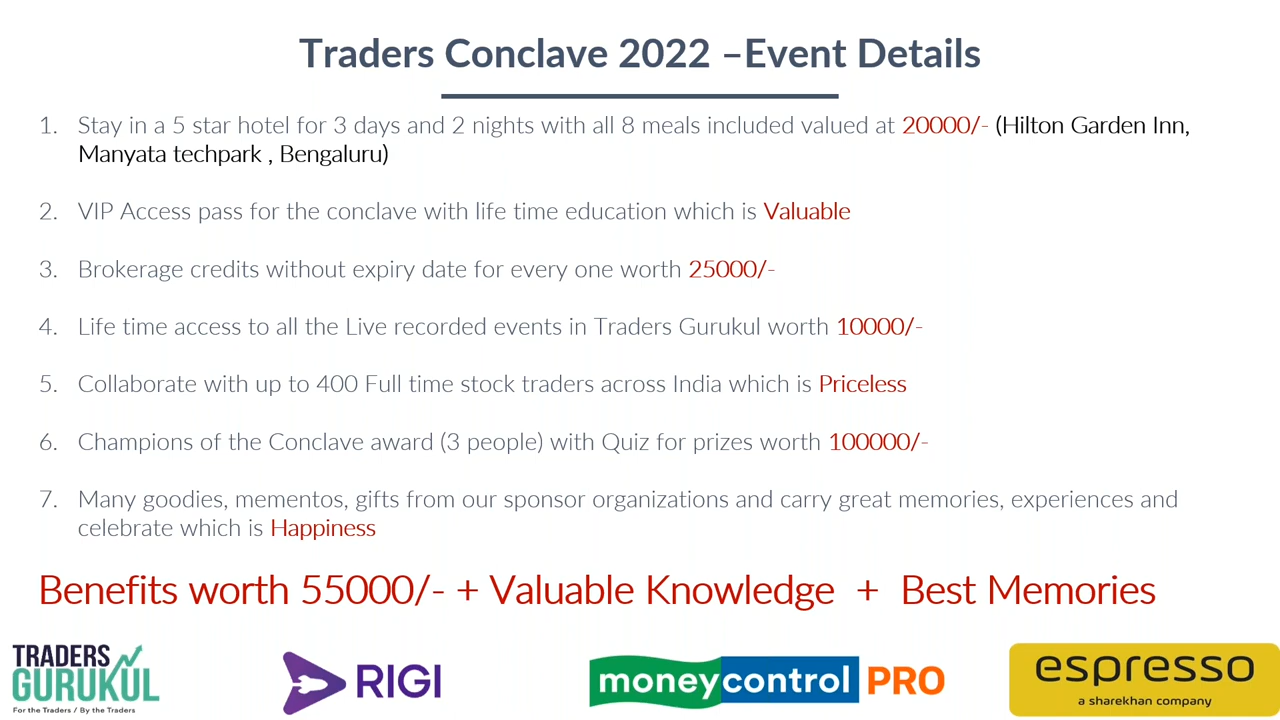 Traders Conclave 2022 –Event Details
1. Stay in a 5 star hotel for 3 days and 2 nights with all 8 meals included valued at 20000/- (Hilton Garden Inn,
Manyata techpark , Bengaluru)
2. VIP Access pass for the conclave with life time education which is Valuable
3. Brokerage credits without expiry date for every one worth 25000/-
4. Life time access to all the Live recorded events in Traders Gurukul worth 10000/-
5. Collaborate with up to 400 Full time stock traders across India which is Priceless
6. Champions of the Conclave award (3 people) with Quiz for prizes worth 100000/-
7. Many goodies, mementos, gifts from our sponsor organizations and carry great memories, experiences and
celebrate which is Happiness
Benefits worth 55000/- + Valuable Knowledge + Best Memories
TRADERS
GURUKUL
For the Traders / By the Traders
RIGI
moneycontrol PRO
espresso
a sharekhan company